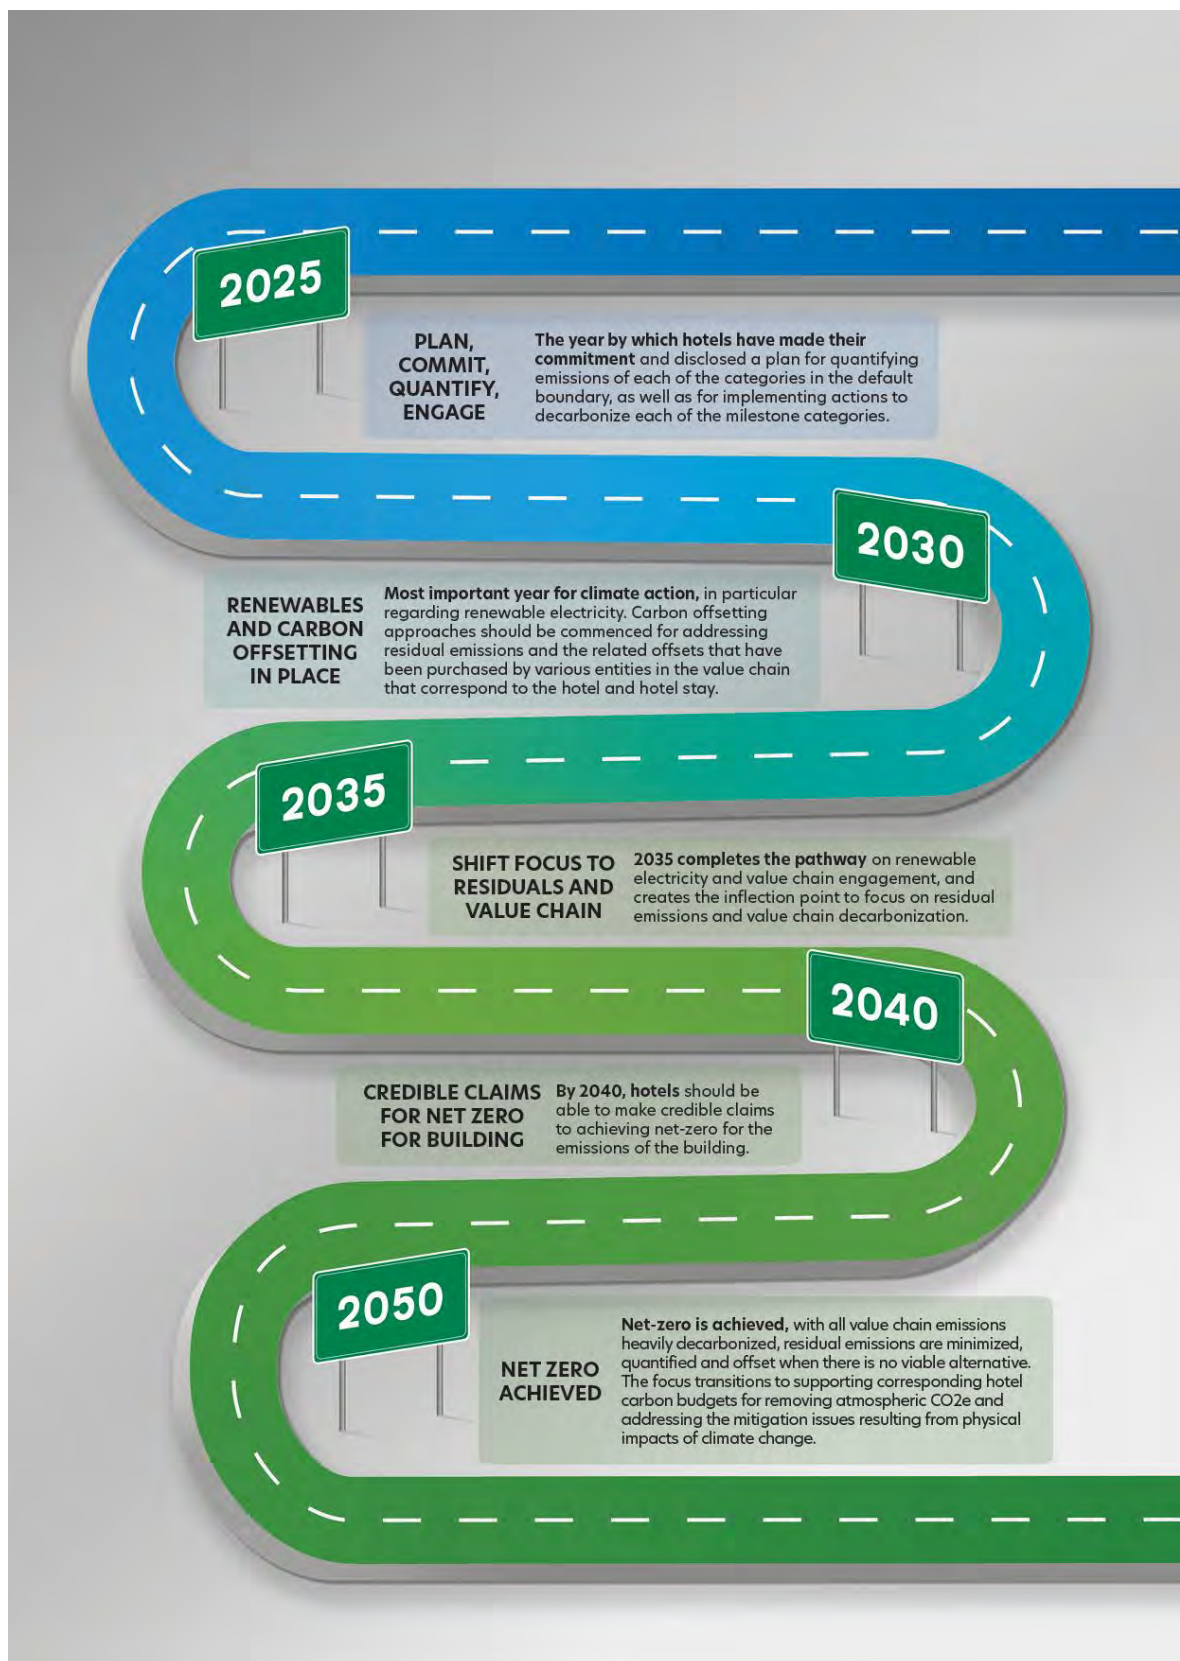 2025
PLAN,
COMMIT,
QUANTIFY,
ENGAGE
The year by which hotels have made their
commitment and disclosed a plan for quantifying
emissions of each of the categories in the default
boundary, as well as for implementing actions to
decarbonize each of the milestone categories.
2030
RENEWABLES
AND CARBON
OFFSETTING
IN PLACE
Most important year for climate action, in particular
regarding renewable electricity. Carbon offsetting
approaches should be commenced for addressing
residual emissions and the related offsets that have
been purchased by various entities in the value chain
that correspond to the hotel and hotel stay.
2035
SHIFT FOCUS TO
RESIDUALS AND
VALUE CHAIN
2035 completes the pathway on renewable
electricity and value chain engagement, and
creates the inflection point to focus on residual
emissions and value chain decarbonization.
2040
CREDIBLE CLAIMS
FOR NET ZERO
FOR BUILDING
By 2040, hotels should be
able to make credible claims
to achieving net-zero for the
emissions of the building.
2050
NET ZERO
ACHIEVED
Net-zero is achieved, with all value chain emissions
heavily decarbonized, residual emissions are minimized,
quantified and offset when there is no viable alternative.
The focus transitions to supporting corresponding hotel
carbon budgets for removing atmospheric CO2e and
addressing the mitigation issues resulting from physical
impacts of climate change.